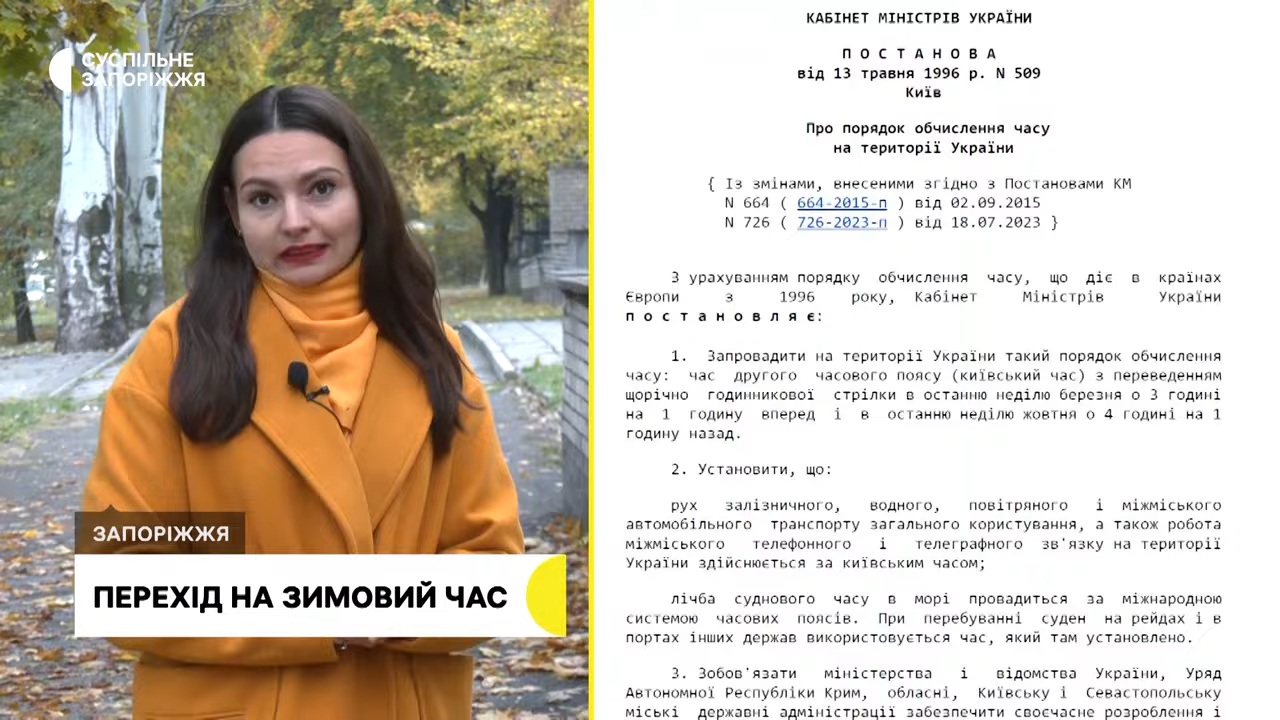 СУСПІЛЬНЕ
ЗАПОРІЖЖЯ
ЗАПОРІЖЖЯ
ПЕРЕХІД НА ЗИМОВИЙ ЧАС
КАБІНЕТ МІНІСТРІВ УКРАЇНИ
П О С Т А Н О В А
від 13 травня 1996 р. N 509
Київ
Про порядок обчислення часу
на території України
{ Із змінами, внесеними згідно з Постановами КМ
N 664 ( 664-2015-п ) від 02.09.2015
N 726 ( 726-2023-п ) від 18.07.2023 }
З урахуванням порядку обчислення часу, що діє в країнах
Європи з 1996 року, Кабінет Міністрів України
п о с т а н о в л я є:
1. Запровадити на території України такий порядок обчислення
часу: час другого часового поясу (київський час) з переведенням
щорічно годинникової стрілки в останню неділю березня о 3 годині
на 1 годину вперед і в останню неділю жовтня о 4 годині на 1
годину назад.
2. Установити, що:
рух залізничного, водного, повітряного і міжміського
автомобільного транспорту загального користування, а також робота
міжміського телефонного і телеграфного зв'язку на території
України здійснюється за київським часом;
лічба суднового часу в морі провадиться за міжнародною
системою часових поясів. При перебуванні суден на рейдах і в
портах інших держав використовується час, який там установлено.
3. Зобов'язати міністерства і відомства України, Уряд
Автономної Республіки Крим, обласні, Київську і Севастопольську
міські державні адміністрації забезпечити своєчасне розроблення і